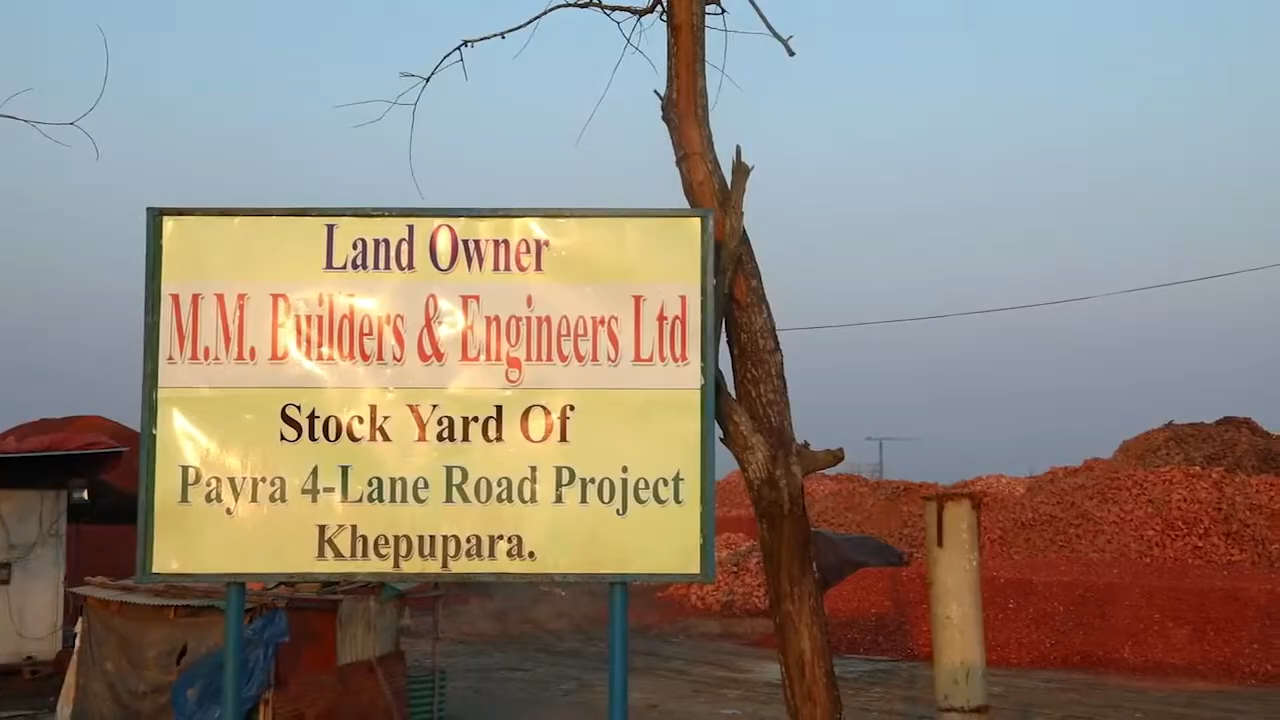 Land Owner
M.M. Builders & Engineers Ltd
Stock Yard Of
Payra 4-Lane Road Project
Khepupara.